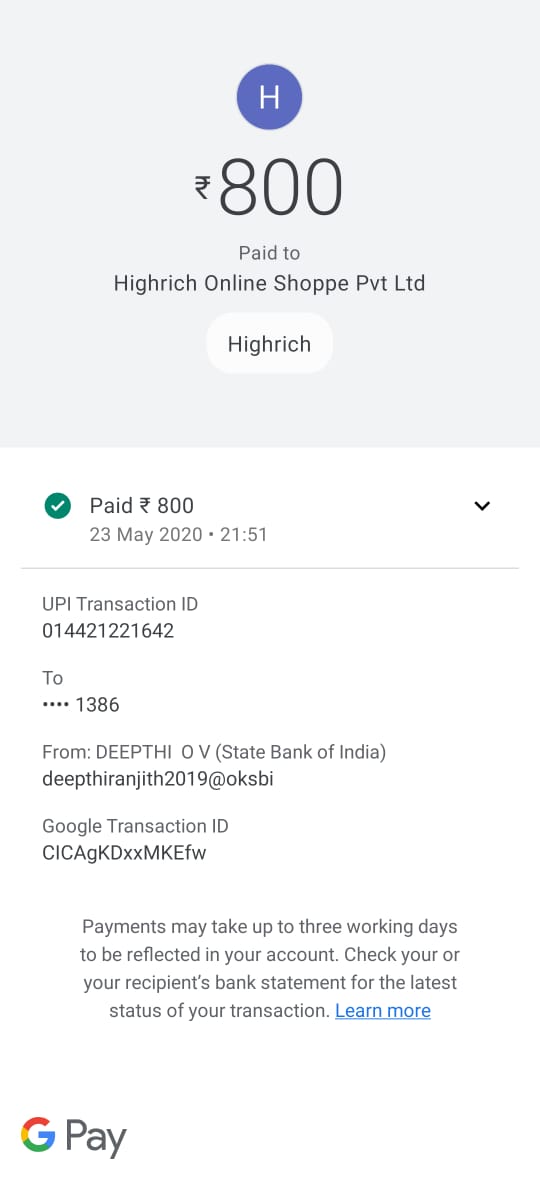 H
₹800
Paid to
Highrich Online Shoppe Pvt Ltd
Highrich
Paid ₹ 800
23 May 2020 • 21:51
UPI Transaction ID
014421221642
To
•••• 1386
From: DEEPTHI  O V (State Bank of India)
deepthiranjith2019@oksbi
Google Transaction ID
CICAgKDxxMKEfw
Payments may take up to three working days
to be reflected in your account. Check your or
your recipient’s bank statement for the latest
status of your transaction. Learn more
G Pay